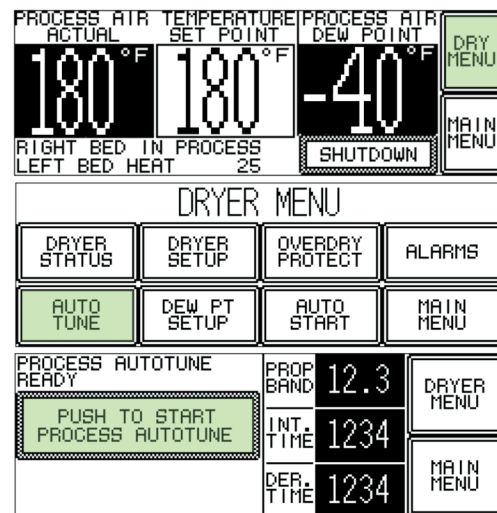 PROCESS AIR TEMPERATURE
ACTUAL SET POINT
180°F 180°F
PROCESS AIR
DEW POINT
-40°F
DRY
MENU
RIGHT BED IN PROCESS
LEFT BED HEAT 25
SHUTDOWN
MAIN
MENU
DRYER MENU
DRYER
STATUS
DRYER
SETUP
OVERDRY
PROTECT
ALARMS
AUTO
TUNE
DEW PT
SETUP
AUTO
START
MAIN
MENU
PROCESS AUTOTUNE
READY
PUSH TO START
PROCESS AUTOTUNE
PROP
BAND 12.3
INT.
TIME 1234
DER.
TIME 1234
DRYER
MENU
MAIN
MENU